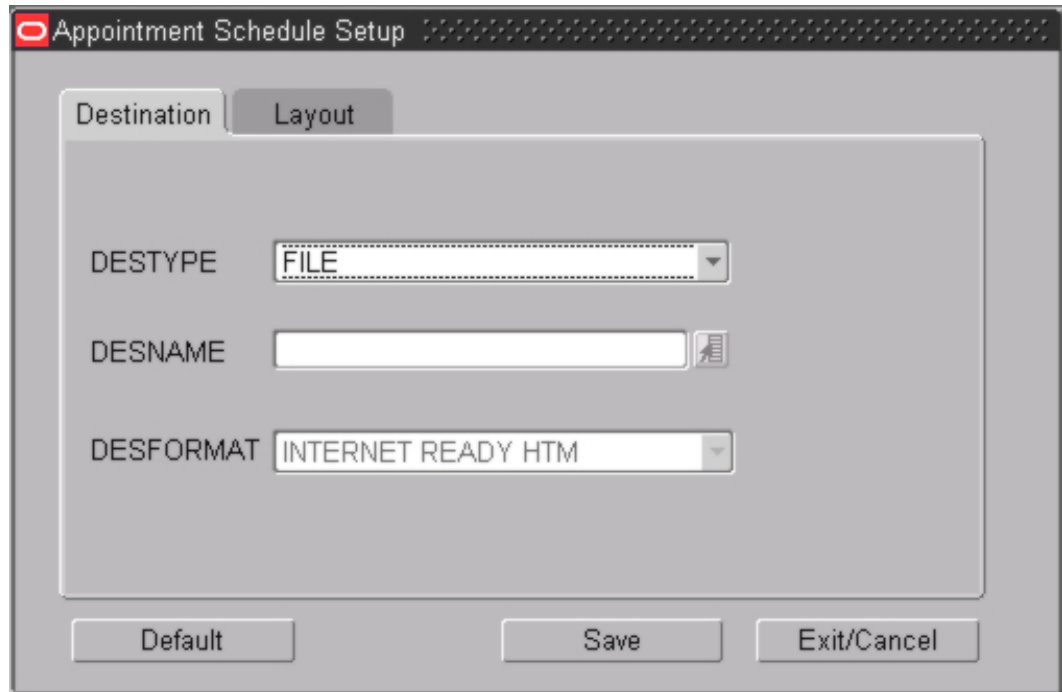 Appointment Schedule Setup
Destination Layout
DESTYPE FILE
DESNAME
DESFORMAT INTERNET READY HTM
Default Save Exit/Cancel